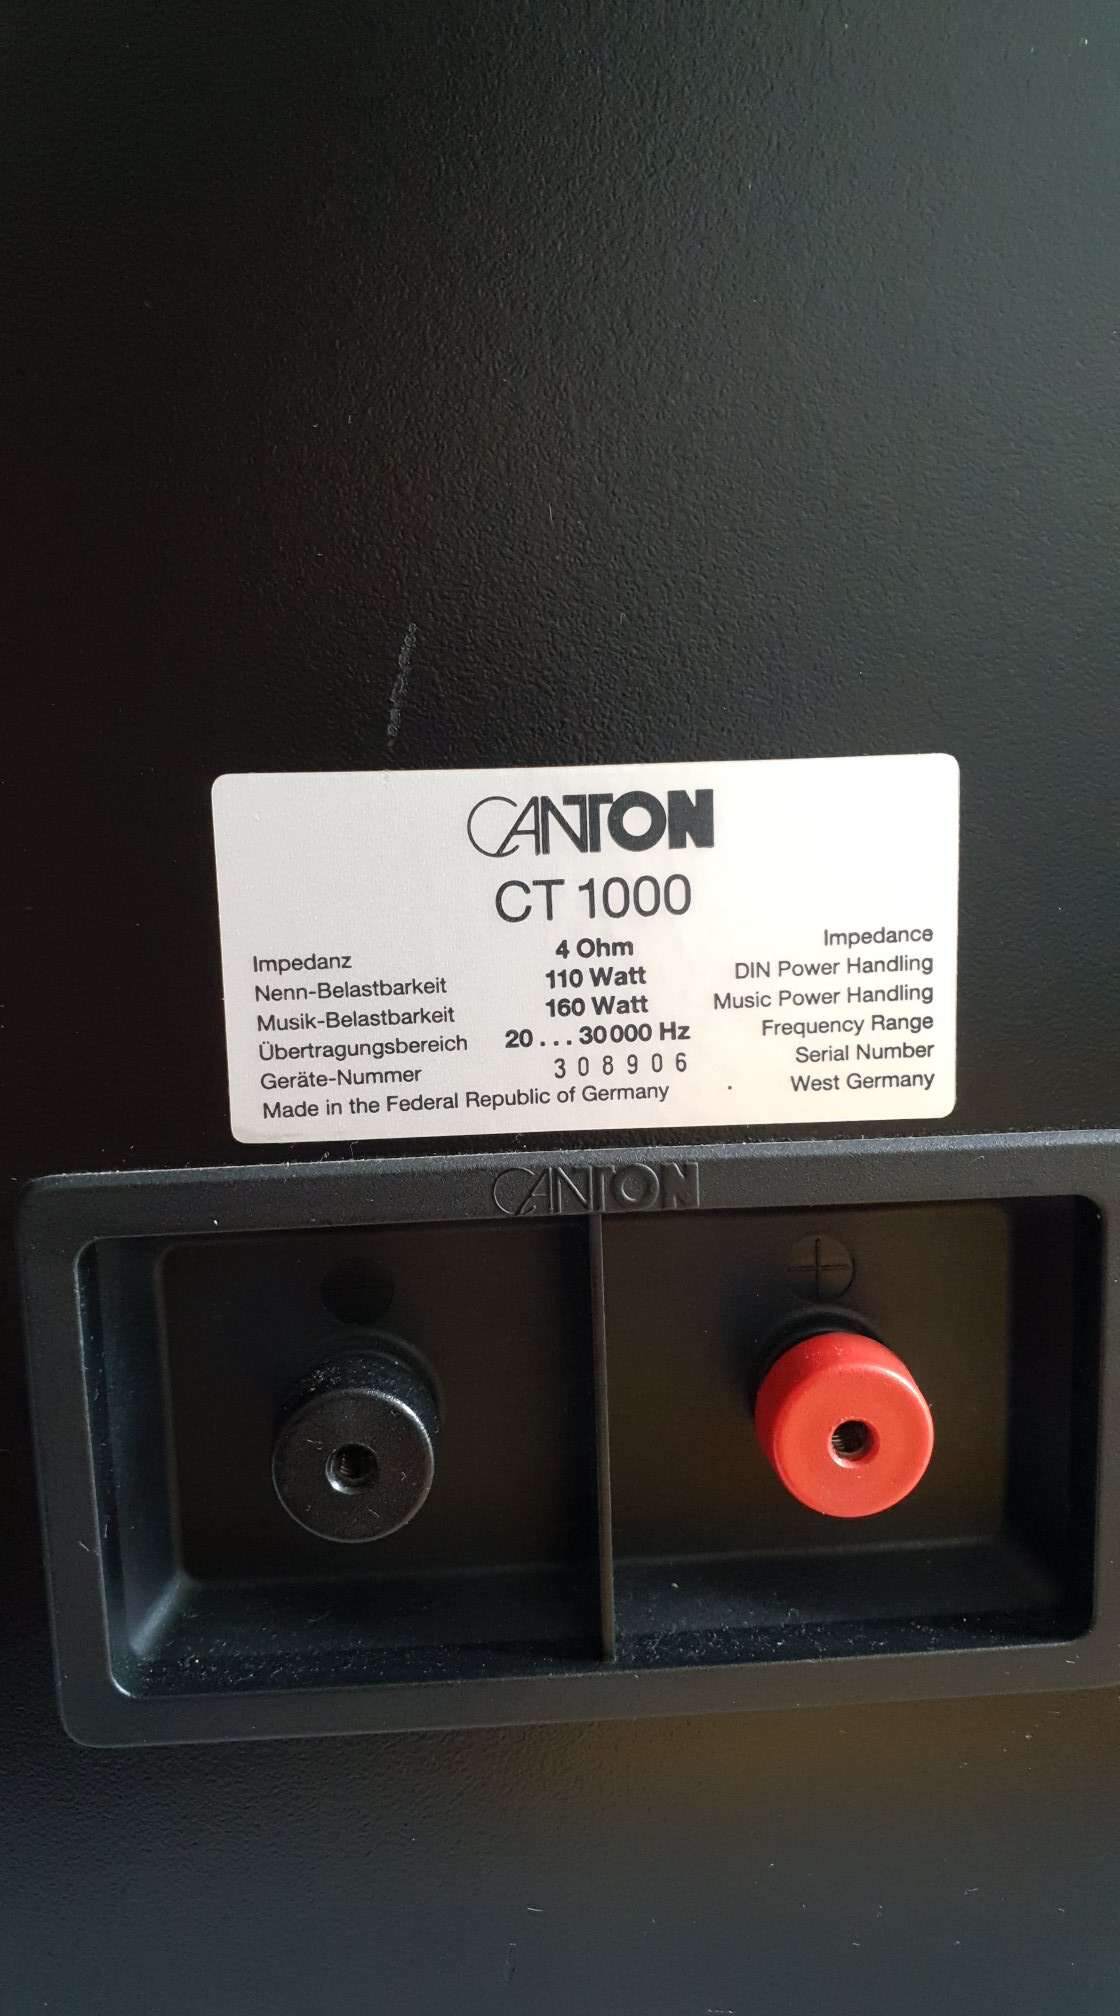 CANTON
CT 1000
Impedanz 4 Ohm Impedance
Nenn-Belastbarkeit 110 Watt DIN Power Handling
Musik-Belastbarkeit 160 Watt Music Power Handling
Übertragungsbereich 20...30000 Hz Frequency Range
Geräte-Nummer 308906 Serial Number
Made in the Federal Republic of Germany West Germany
CANTON
+